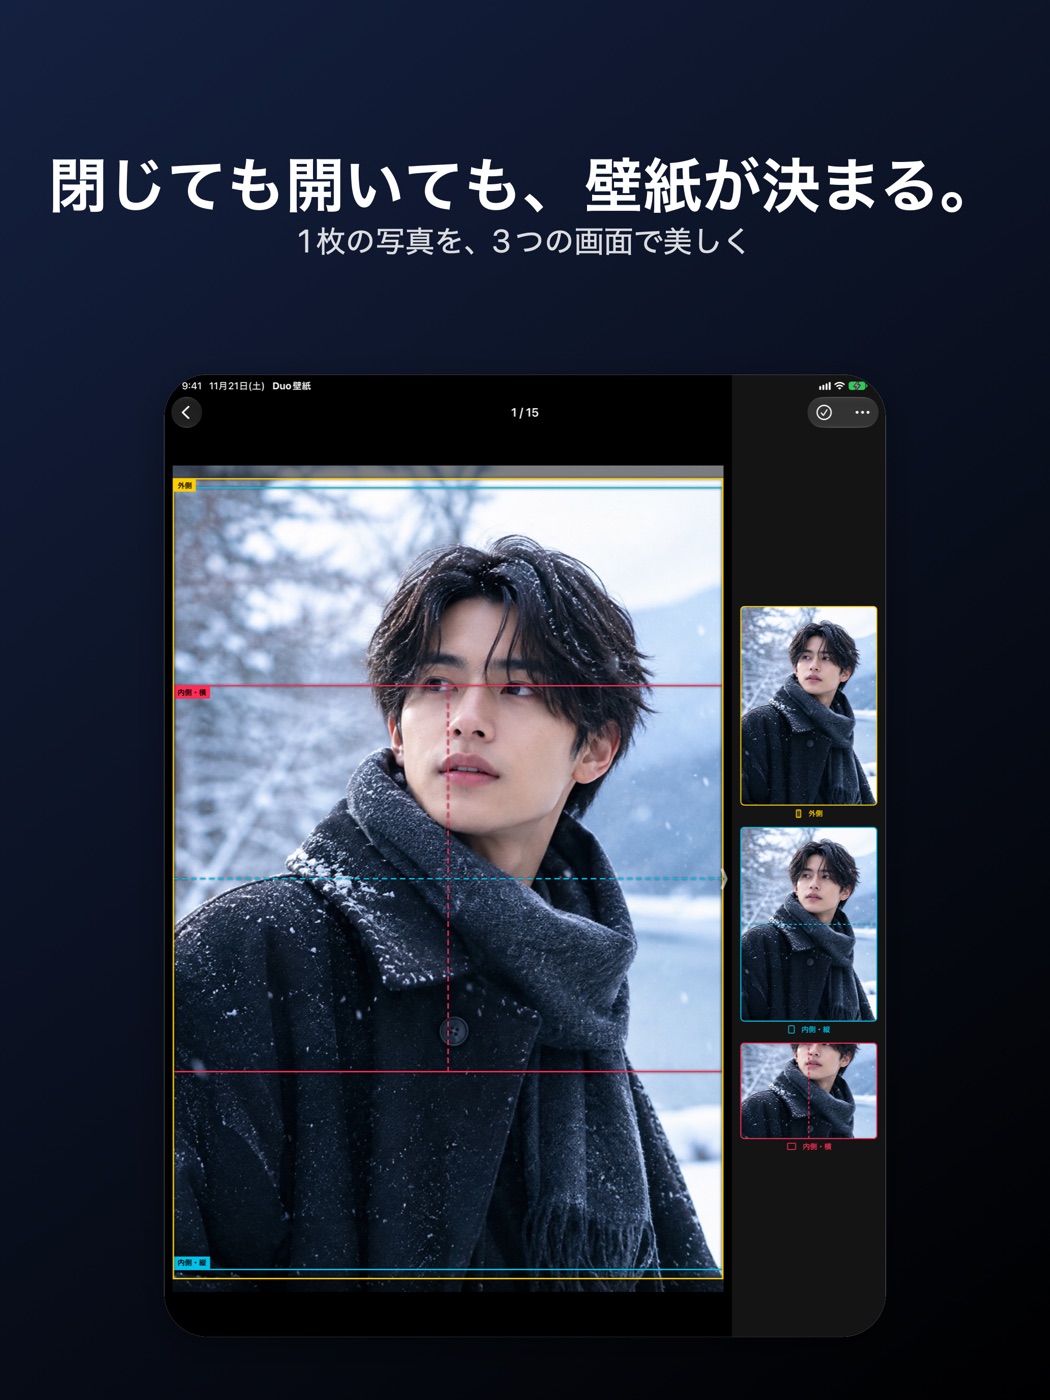 閉じても開いても、壁紙が決まる。
1枚の写真を、3つの画面で美しく
9:41 11月21日(土) Duo壁紙
1 / 15
外側
内側・横
内側・縦
外側
内側・縦
内側・横